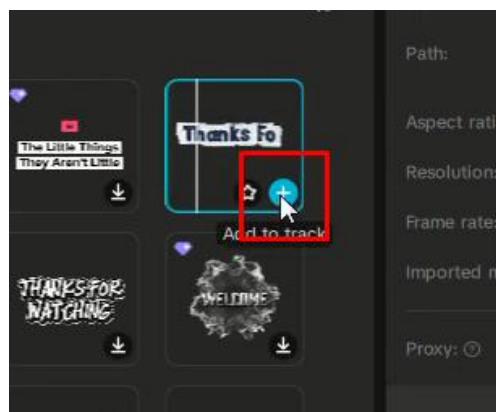 Path:
The Little Things
They Aren't Little
Thanks Fo
Aspect rati
Resolution:
Add to track
Frame rate:
THANKS FOR
WATCHING
WELCOME
Imported m
Proxy: